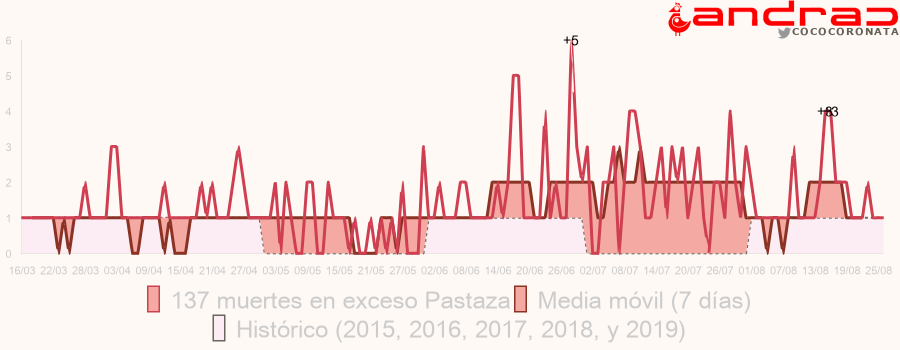 andrac
COCOCORONATA
6
+5
5
4
3
2
1
0
16/03 22/03 28/03 03/04 09/04 15/04 21/04 27/04 03/05 09/05 15/05 21/05 27/05 02/06 08/06 14/06 20/06 26/06 02/07 08/07 14/07 20/07 26/07 01/08 07/08 13/08 19/08 25/08
137 muertes en exceso Pastaza Media móvil (7 días)
Histórico (2015, 2016, 2017, 2018, y 2019)